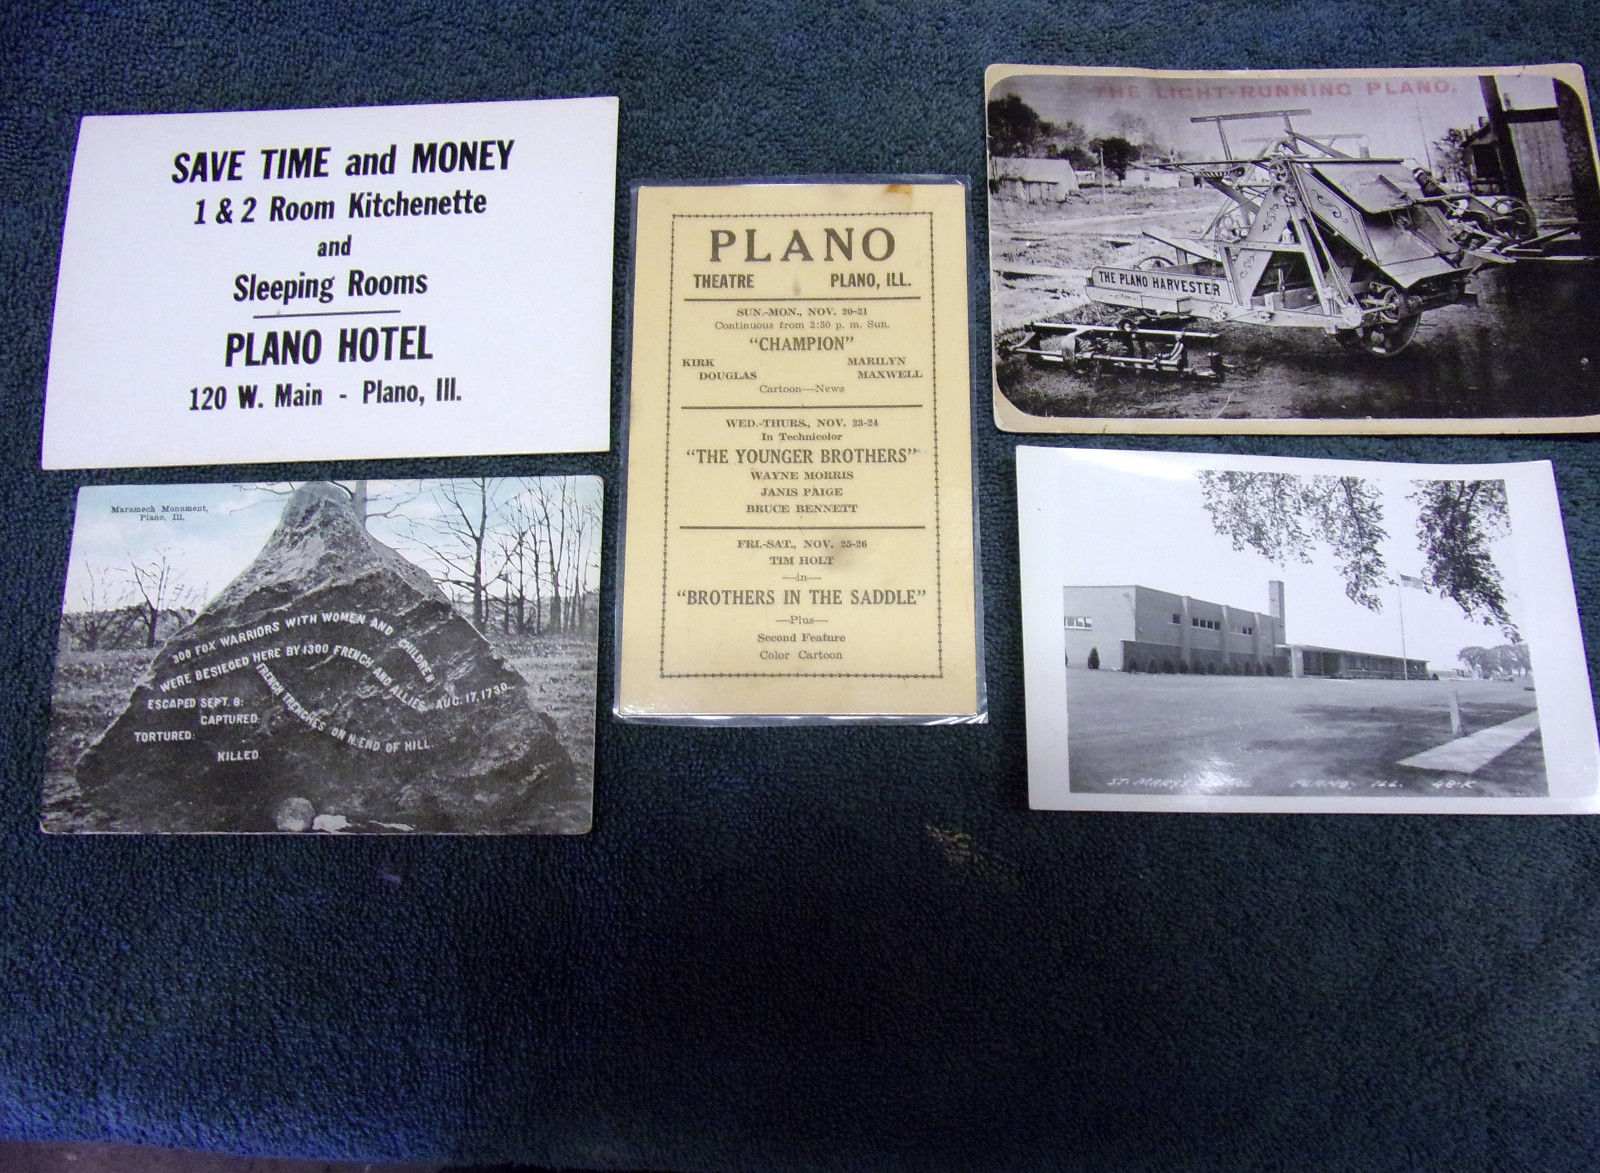 SAVE TIME and MONEY
1 & 2 Room Kitchenette
and
Sleeping Rooms
PLANO HOTEL
120 W. Main - Plano, Ill.
Maramech Monument,
Plano, Ill.
300 FOX WARRIORS WITH WOMEN AND CHILDREN
WERE BESIEGED HERE BY 1300 FRENCH AND ALLIES AUG. 17, 1730
FRENCH TRENCHES ON N. END OF HILL
ESCAPED SEPT. 8:
CAPTURED
TORTURED:
KILLED
PLANO
THEATRE PLANO, ILL.
SUN.-MON., NOV. 20-21
Continuous from 2:30 p. m. Sun.
"CHAMPION"
KIRK MARILYN
DOUGLAS MAXWELL
Cartoon—News
WED.-THURS., NOV. 23-24
In Technicolor
"THE YOUNGER BROTHERS"
WAYNE MORRIS
JANIS PAIGE
BRUCE BENNETT
FRI.-SAT., NOV. 25-26
TIM HOLT
—in—
"BROTHERS IN THE SADDLE"
—Plus—
Second Feature
Color Cartoon
THE LIGHT-RUNNING PLANO.
THE PLANO HARVESTER
ST. MARY'S PLANO ILL.